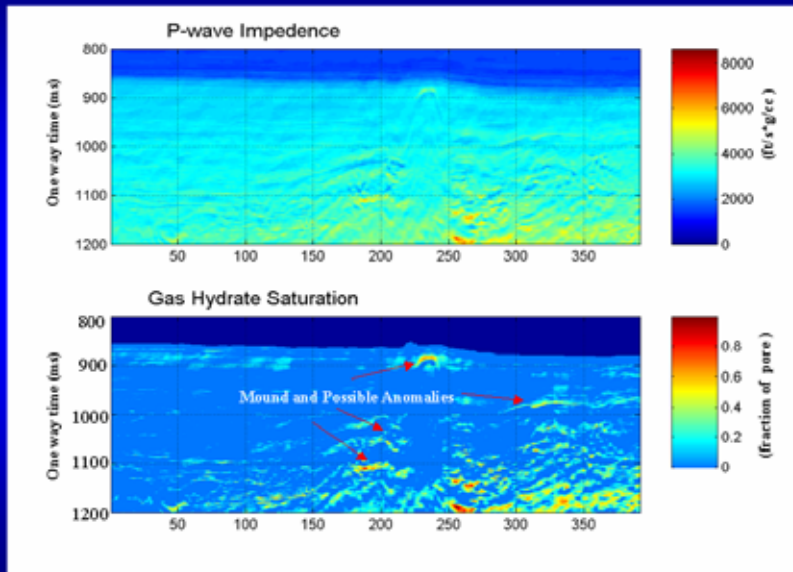 P-wave Impedence
800
900
1000
1100
1200
One way time (ms)
50 100 150 200 250 300 350
8000
6000
4000
2000
0
(ft/s*g/cc)
Gas Hydrate Saturation
800
900
1000
1100
1200
One way time (ms)
Mound and Possible Anomalies
50 100 150 200 250 300 350
0.8
0.6
0.4
0.2
0
(fraction of pore )